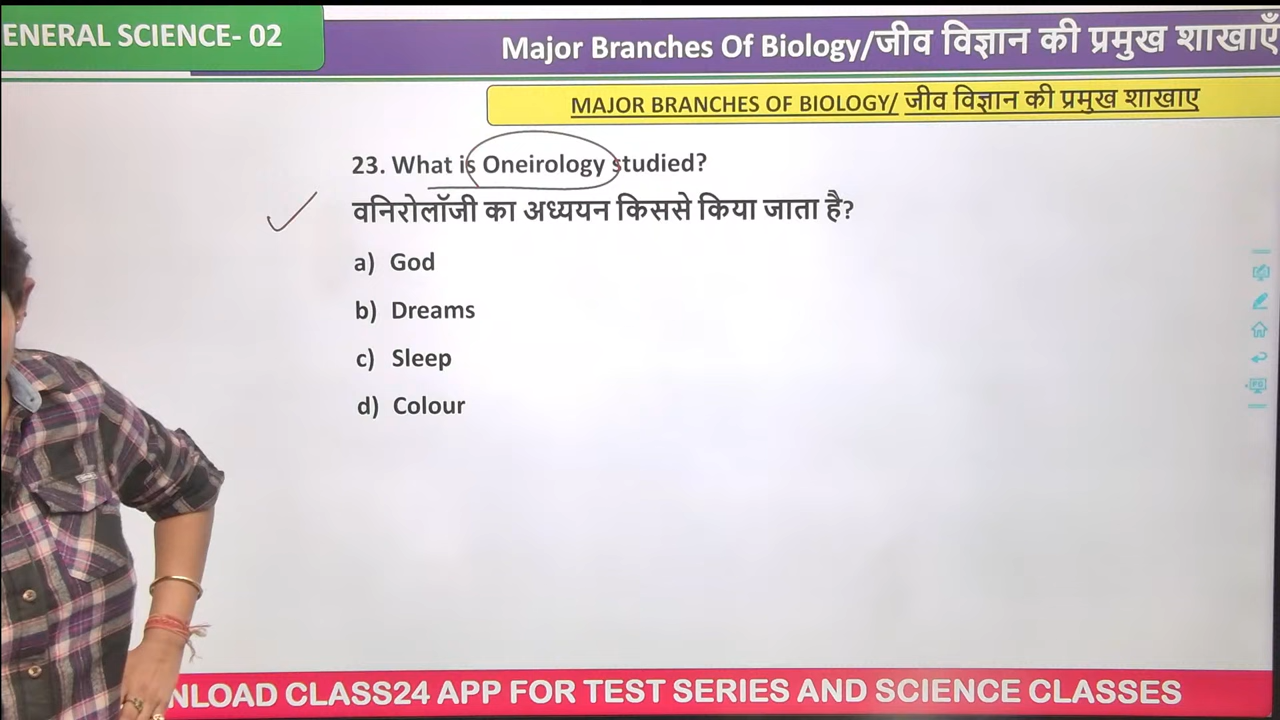 ENERAL SCIENCE- 02
Major Branches Of Biology/जीव विज्ञान की प्रमुख शाखाएँ
MAJOR BRANCHES OF BIOLOGY/ जीव विज्ञान की प्रमुख शाखाए
23. What is Oneirology studied?
वनिरोलॉजी का अध्ययन किससे किया जाता है?
a) God
b) Dreams
c) Sleep
d) Colour
NLOAD CLASS24 APP FOR TEST SERIES AND SCIENCE CLASSES